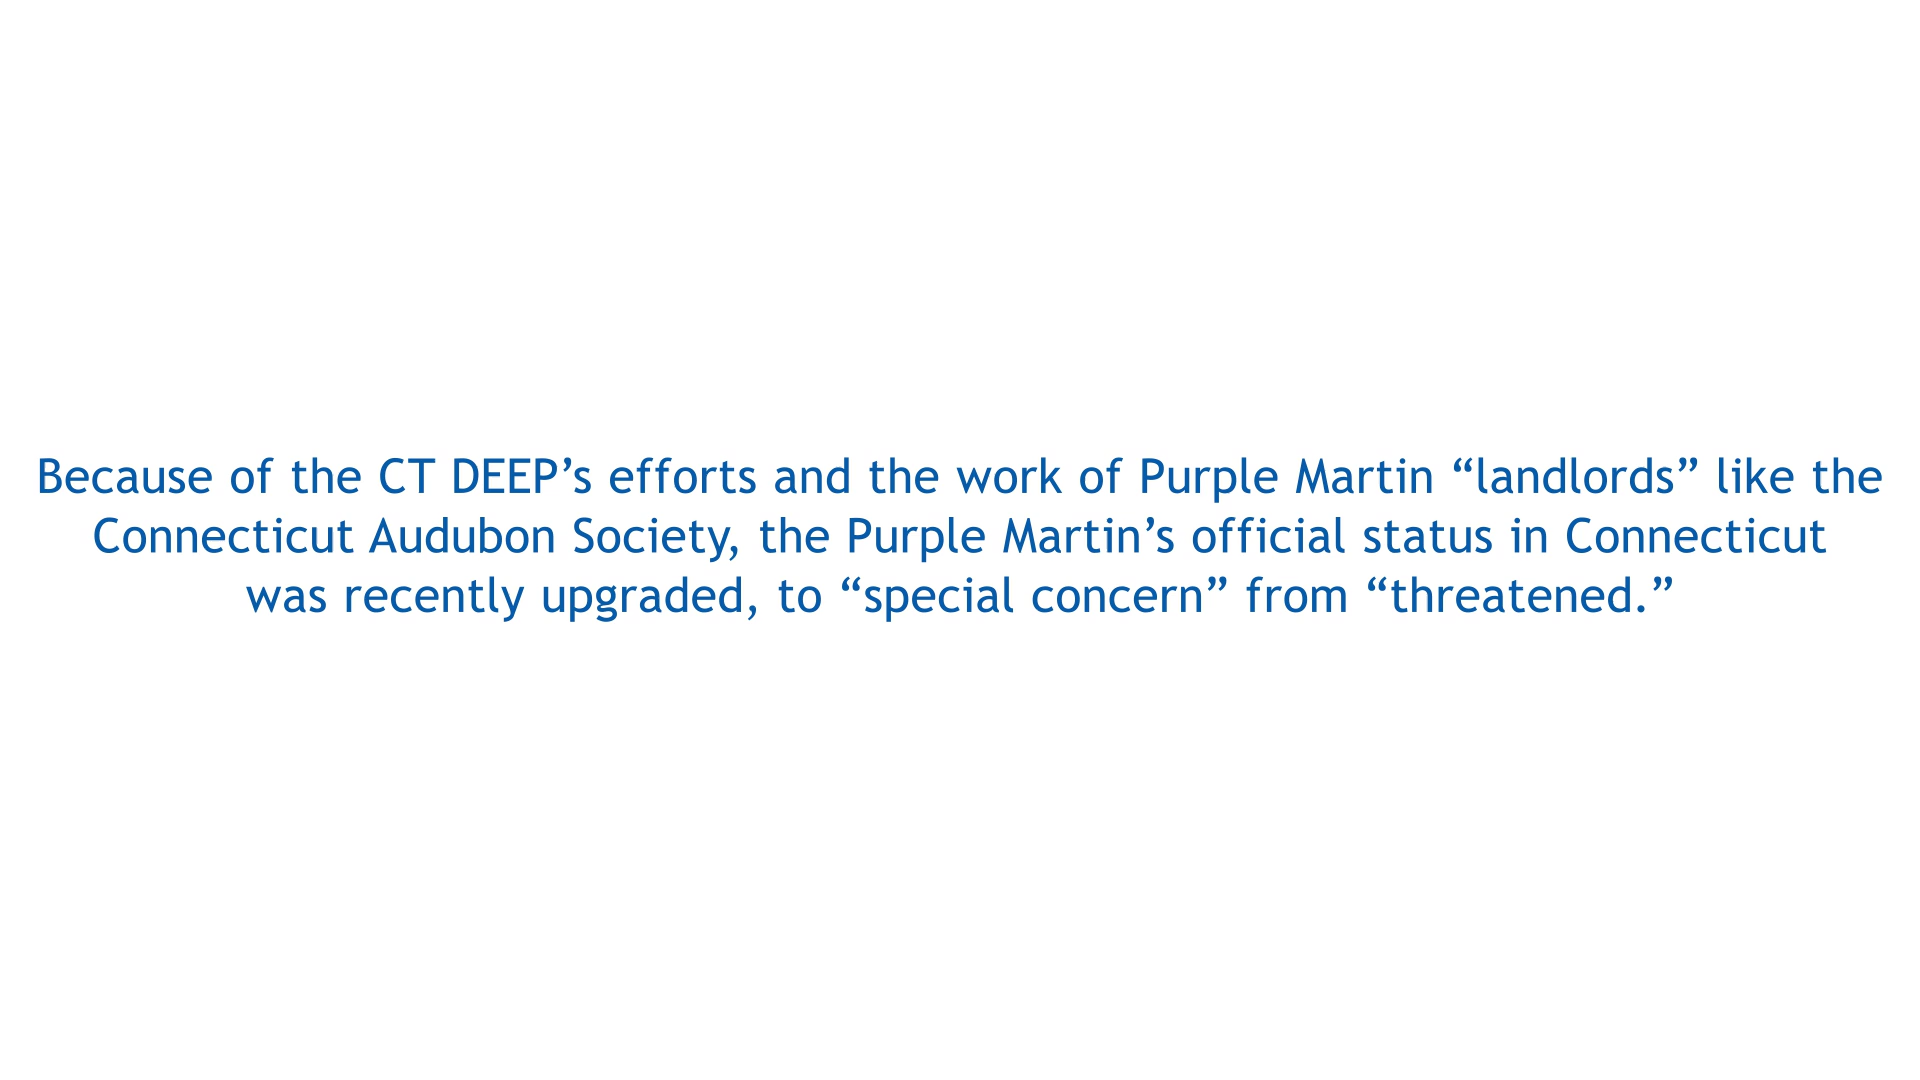 Because of the CT DEEP’s efforts and the work of Purple Martin “landlords” like the
Connecticut Audubon Society, the Purple Martin’s official status in Connecticut
was recently upgraded, to “special concern” from “threatened.”